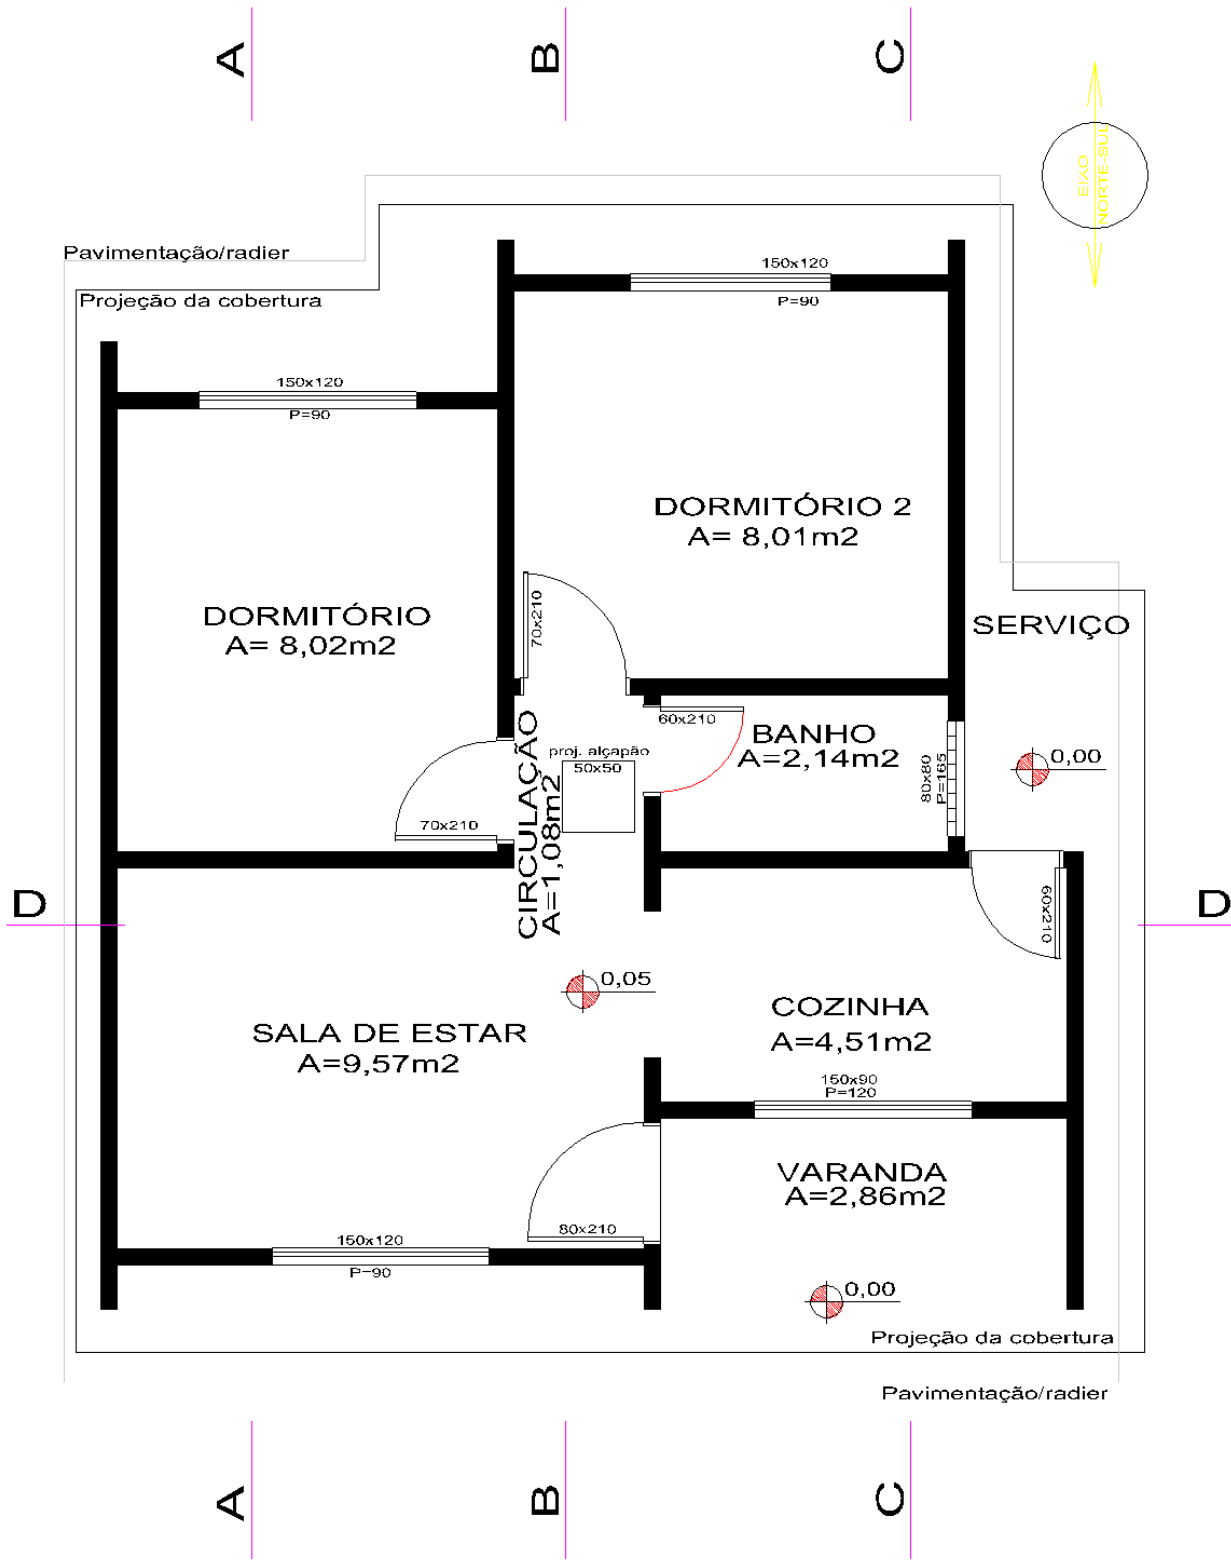 A
B
C
EIXO
NORTE-SUL
Pavimentação/radier
Projeção da cobertura
150x120
P=90
150x120
P=90
DORMITÓRIO 2
A= 8,01m2
DORMITÓRIO
A= 8,02m2
70x210
SERVIÇO
60x210
BANHO
A=2,14m2
proj. alçapão
50x50
CIRCULAÇÃO
A=1,08m2
80x80
P=165
0,00
70x210
D
D
60x210
0,05
COZINHA
A=4,51m2
SALA DE ESTAR
A=9,57m2
150x90
P=120
VARANDA
A=2,86m2
80x210
150x120
P=90
0,00
Projeção da cobertura
Pavimentação/radier
A
B
C